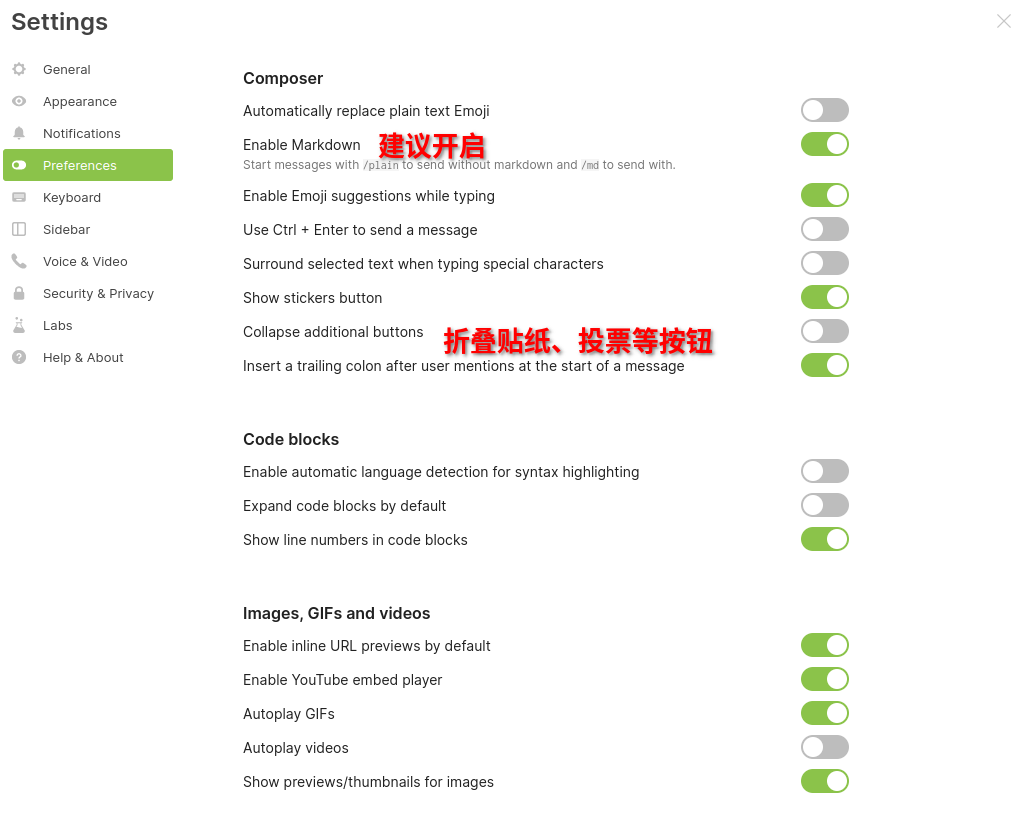 Settings
General
Appearance
Notifications
Preferences
Keyboard
Sidebar
Voice & Video
Security & Privacy
Labs
Help & About
Composer
Automatically replace plain text Emoji
Enable Markdown 建议开启
Start messages with /plain to send without markdown and /md to send with.
Enable Emoji suggestions while typing
Use Ctrl + Enter to send a message
Surround selected text when typing special characters
Show stickers button
Collapse additional buttons 折叠贴纸、投票等按钮
Insert a trailing colon after user mentions at the start of a message
Code blocks
Enable automatic language detection for syntax highlighting
Expand code blocks by default
Show line numbers in code blocks
Images, GIFs and videos
Enable inline URL previews by default
Enable YouTube embed player
Autoplay GIFs
Autoplay videos
Show previews/thumbnails for images